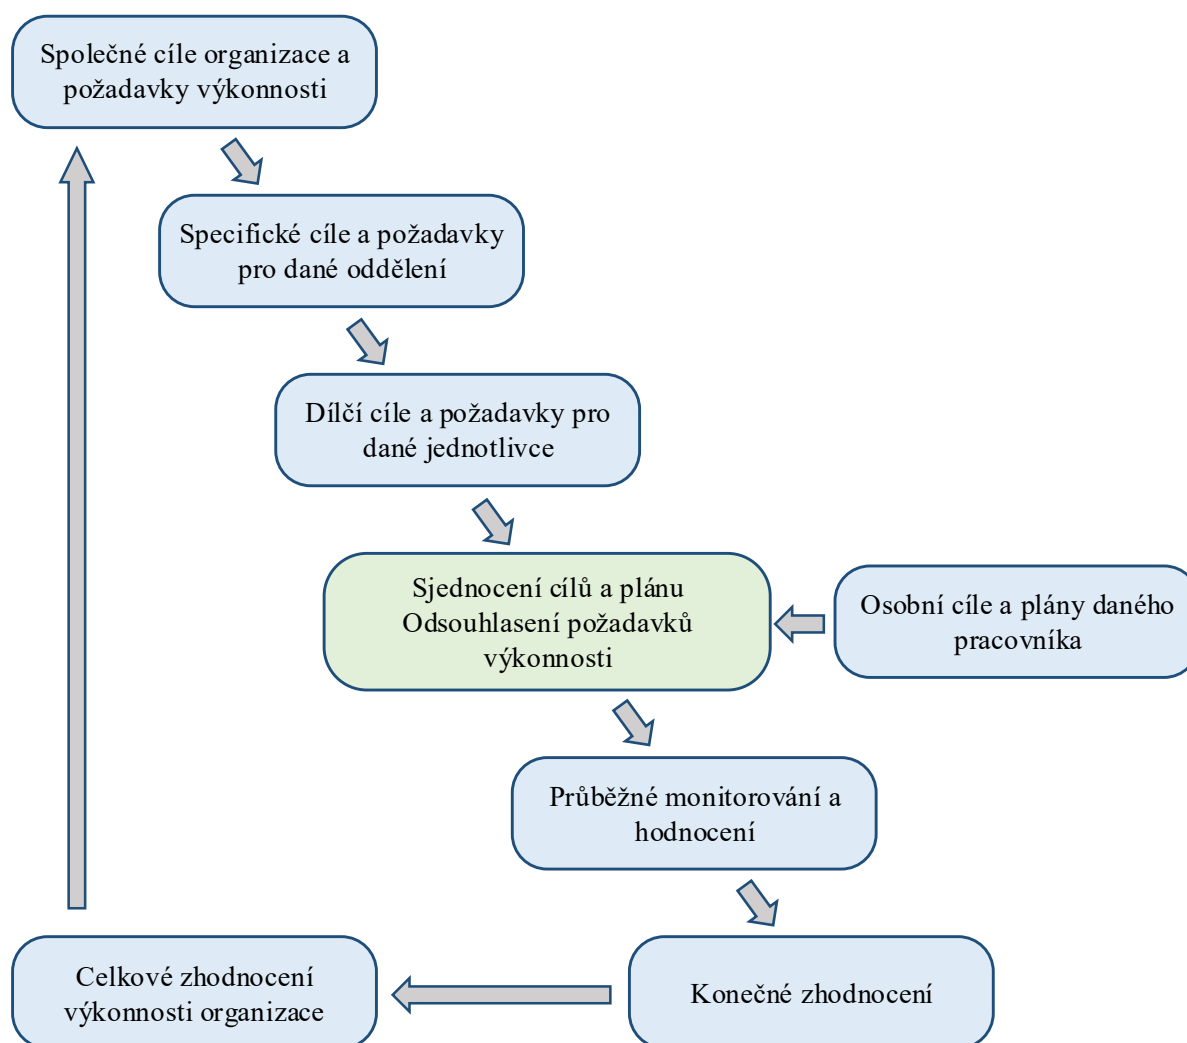 Společné cíle organizace a
požadavky výkonnosti
Specifické cíle a požadavky
pro dané oddělení
Dílčí cíle a požadavky pro
dané jednotlivce
Sjednocení cílů a plánu
Odsouhlasení požadavků
výkonnosti
Osobní cíle a plány daného
pracovníka
Průběžné monitorování a
hodnocení
Konečné zhodnocení
Celkové zhodnocení
výkonnosti organizace